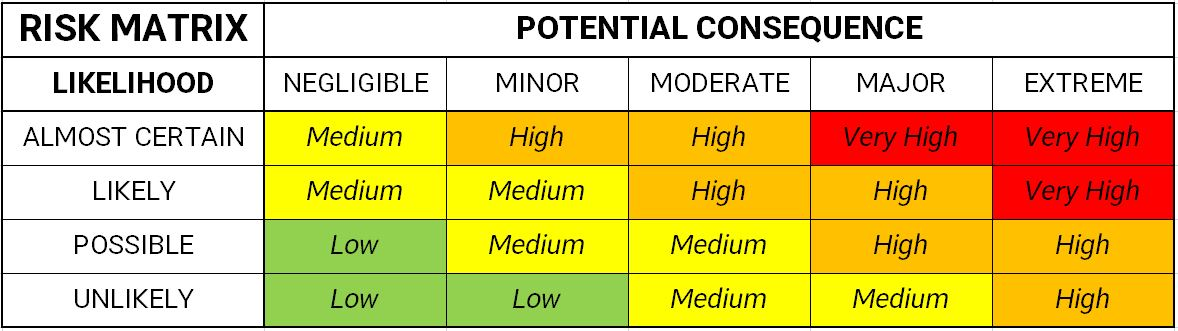 RISK MATRIX POTENTIAL CONSEQUENCE
LIKELIHOOD NEGLIGIBLE MINOR MODERATE MAJOR EXTREME
ALMOST CERTAIN Medium High High Very High Very High
LIKELY Medium Medium High High Very High
POSSIBLE Low Medium Medium High High
UNLIKELY Low Low Medium Medium High